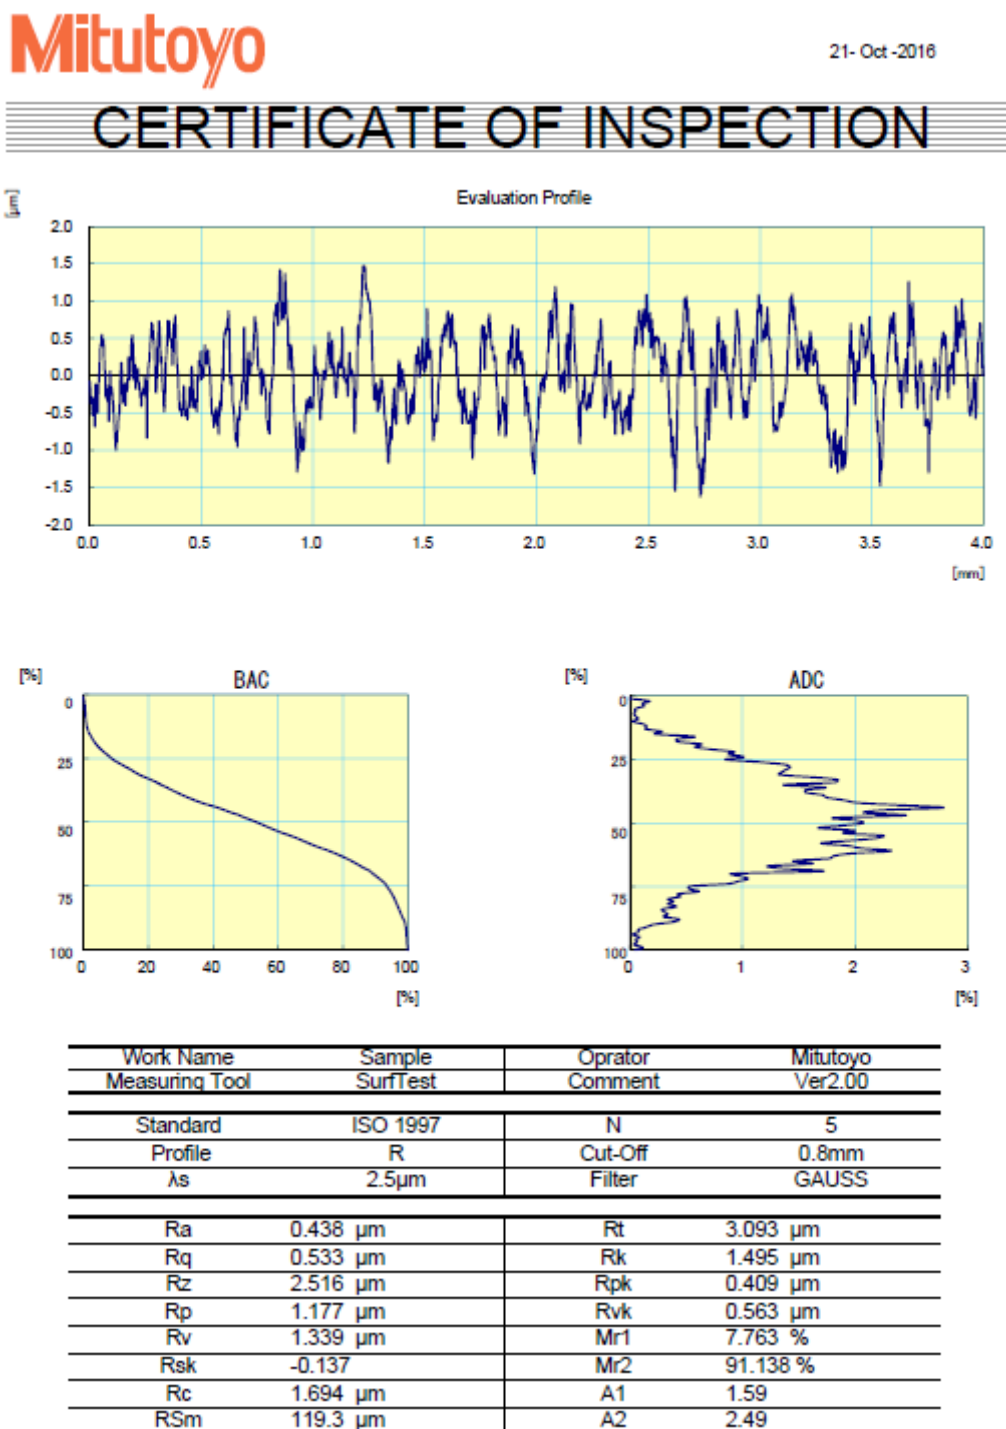 Mitutoyo
21- Oct -2016
CERTIFICATE OF INSPECTION
Evaluation Profile
[µm]
2.0
1.5
1.0
0.5
0.0
-0.5
-1.0
-1.5
-2.0
0.0 0.5 1.0 1.5 2.0 2.5 3.0 3.5 4.0
[mm]
[%] BAC
0
25
50
75
100
0 20 40 60 80 100
[%]
[%] ADC
0
25
50
75
100
0 1 2 3
[%]
Work Name Sample Oprator Mitutoyo
Measuring Tool SurfTest Comment Ver2.00
Standard ISO 1997 N 5
Profile R Cut-Off 0.8mm
λs 2.5µm Filter GAUSS
Ra 0.438 µm Rt 3.093 µm
Rq 0.533 µm Rk 1.495 µm
Rz 2.516 µm Rpk 0.409 µm
Rp 1.177 µm Rvk 0.563 µm
Rv 1.339 µm Mr1 7.763 %
Rsk -0.137 Mr2 91.138 %
Rc 1.694 µm A1 1.59
RSm 119.3 µm A2 2.49